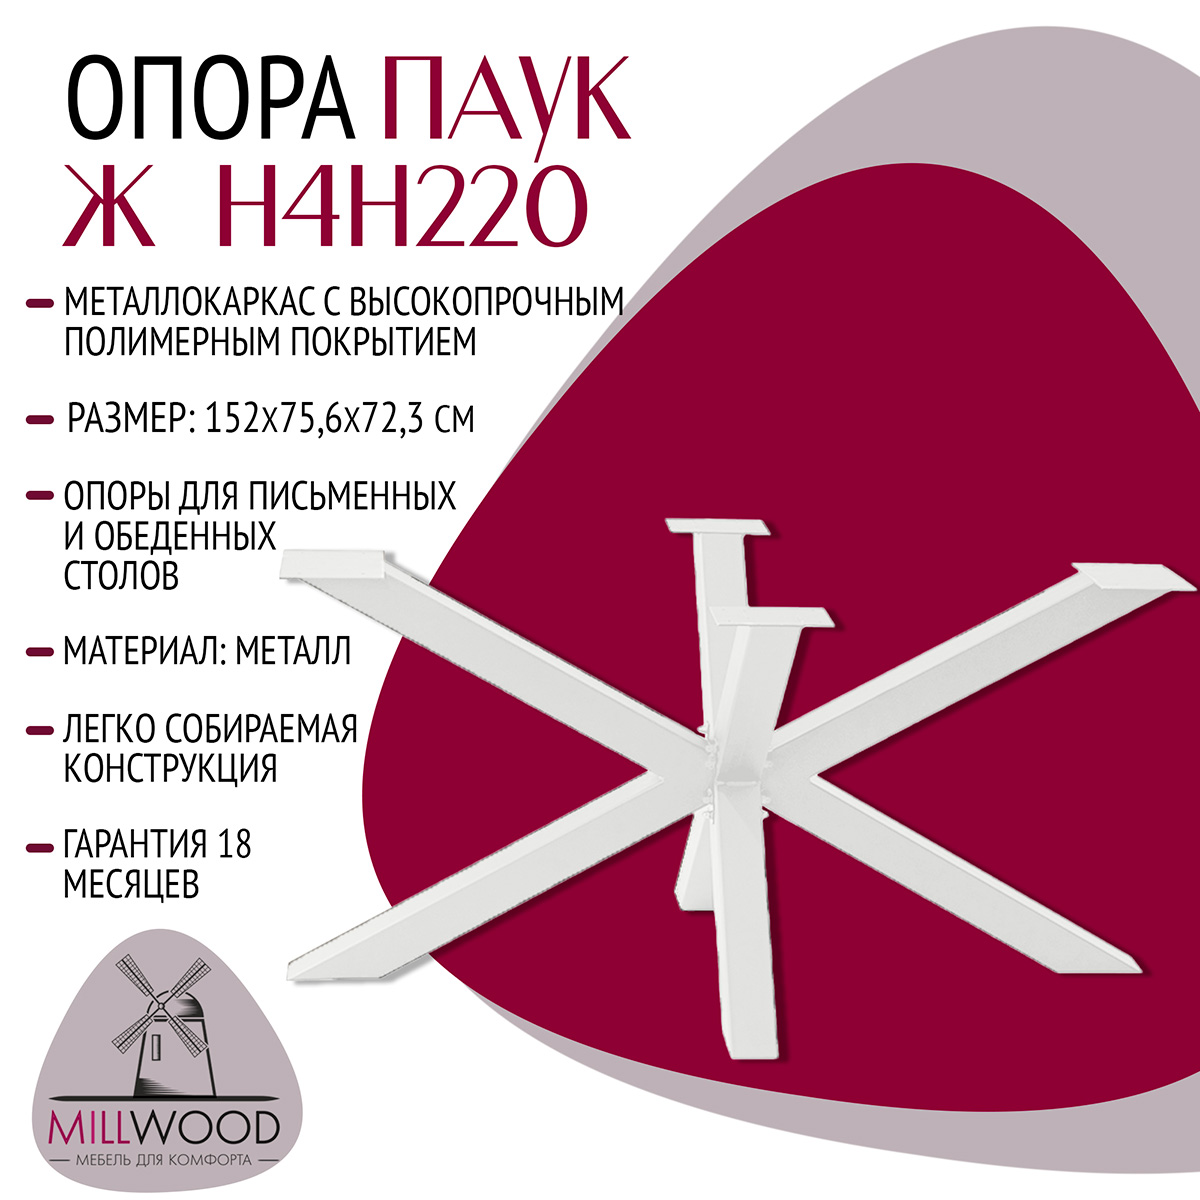 ОПОРА ПАУК
Ж Н4Н220
МЕТАЛЛОКАРКАС С ВЫСОКОПРОЧНЫМ
ПОЛИМЕРНЫМ ПОКРЫТИЕМ
РАЗМЕР: 152х75,6х72,3 СМ
ОПОРЫ ДЛЯ ПИСЬМЕННЫХ
И ОБЕДЕННЫХ
СТОЛОВ
МАТЕРИАЛ: МЕТАЛЛ
ЛЕГКО СОБИРАЕМАЯ
КОНСТРУКЦИЯ
ГАРАНТИЯ 18
МЕСЯЦЕВ
MILLWOOD
МЕБЕЛЬ ДЛЯ КОМФОРТА